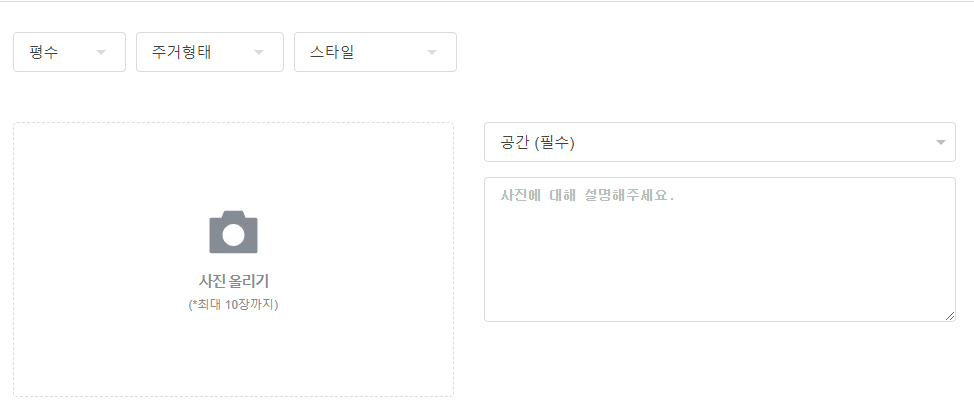 평수
주거형태
스타일
공간 (필수)
사진에 대해 설명해주세요.
사진 올리기
(*최대 10장까지)